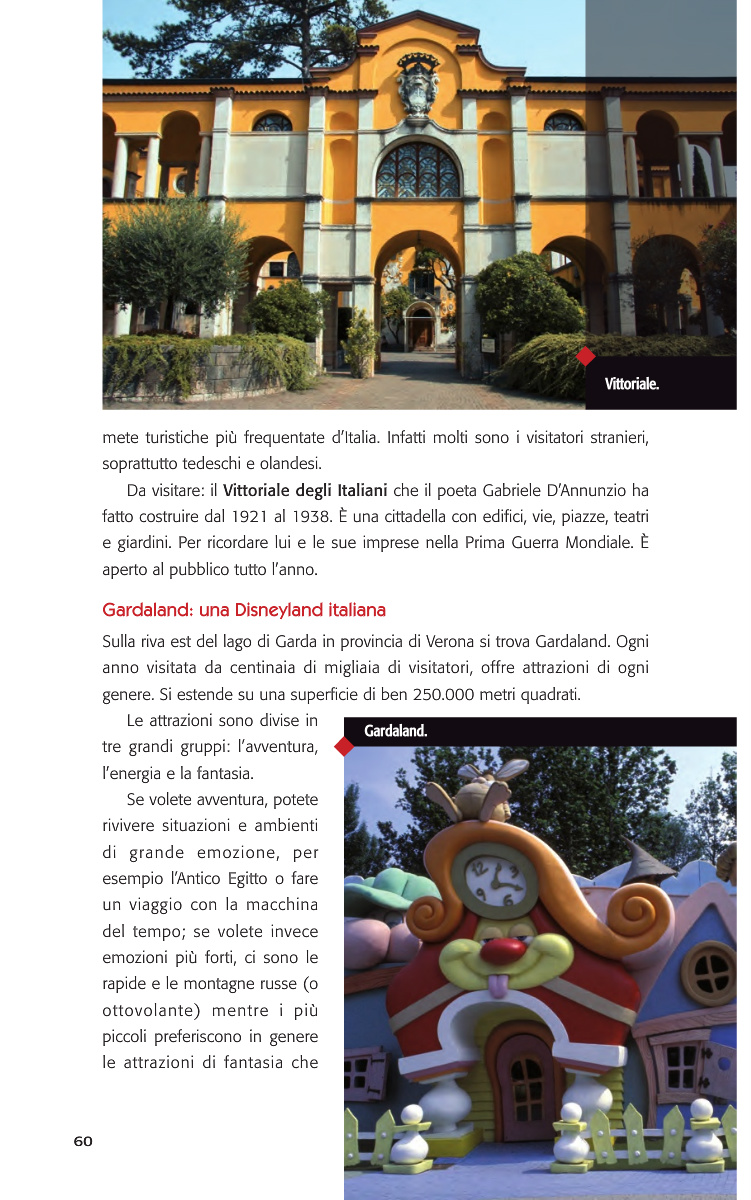 Vittoriale.
mete turistiche più frequentate d'Italia. Infatti molti sono i visitatori stranieri,
soprattutto tedeschi e olandesi.
Da visitare: il Vittoriale degli Italiani che il poeta Gabriele D'Annunzio ha
fatto costruire dal 1921 al 1938. È una cittadella con edifici, vie, piazze, teatri
e giardini. Per ricordare lui e le sue imprese nella Prima Guerra Mondiale. È
aperto al pubblico tutto l'anno.
Gardaland: una Disneyland italiana
Sulla riva est del lago di Garda in provincia di Verona si trova Gardaland. Ogni
anno visitata da centinaia di migliaia di visitatori, offre attrazioni di ogni
genere. Si estende su una superficie di ben 250.000 metri quadrati.
Le attrazioni sono divise in
tre grandi gruppi: l'avventura,
l'energia e la fantasia.
Se volete avventura, potete
rivivere situazioni e ambienti
di grande emozione, per
esempio l'Antico Egitto o fare
un viaggio con la macchina
del tempo; se volete invece
emozioni più forti, ci sono le
rapide e le montagne russe (o
ottovolante) mentre i più
piccoli preferiscono in genere
le attrazioni di fantasia che
Gardaland.
12
3
6
9
60